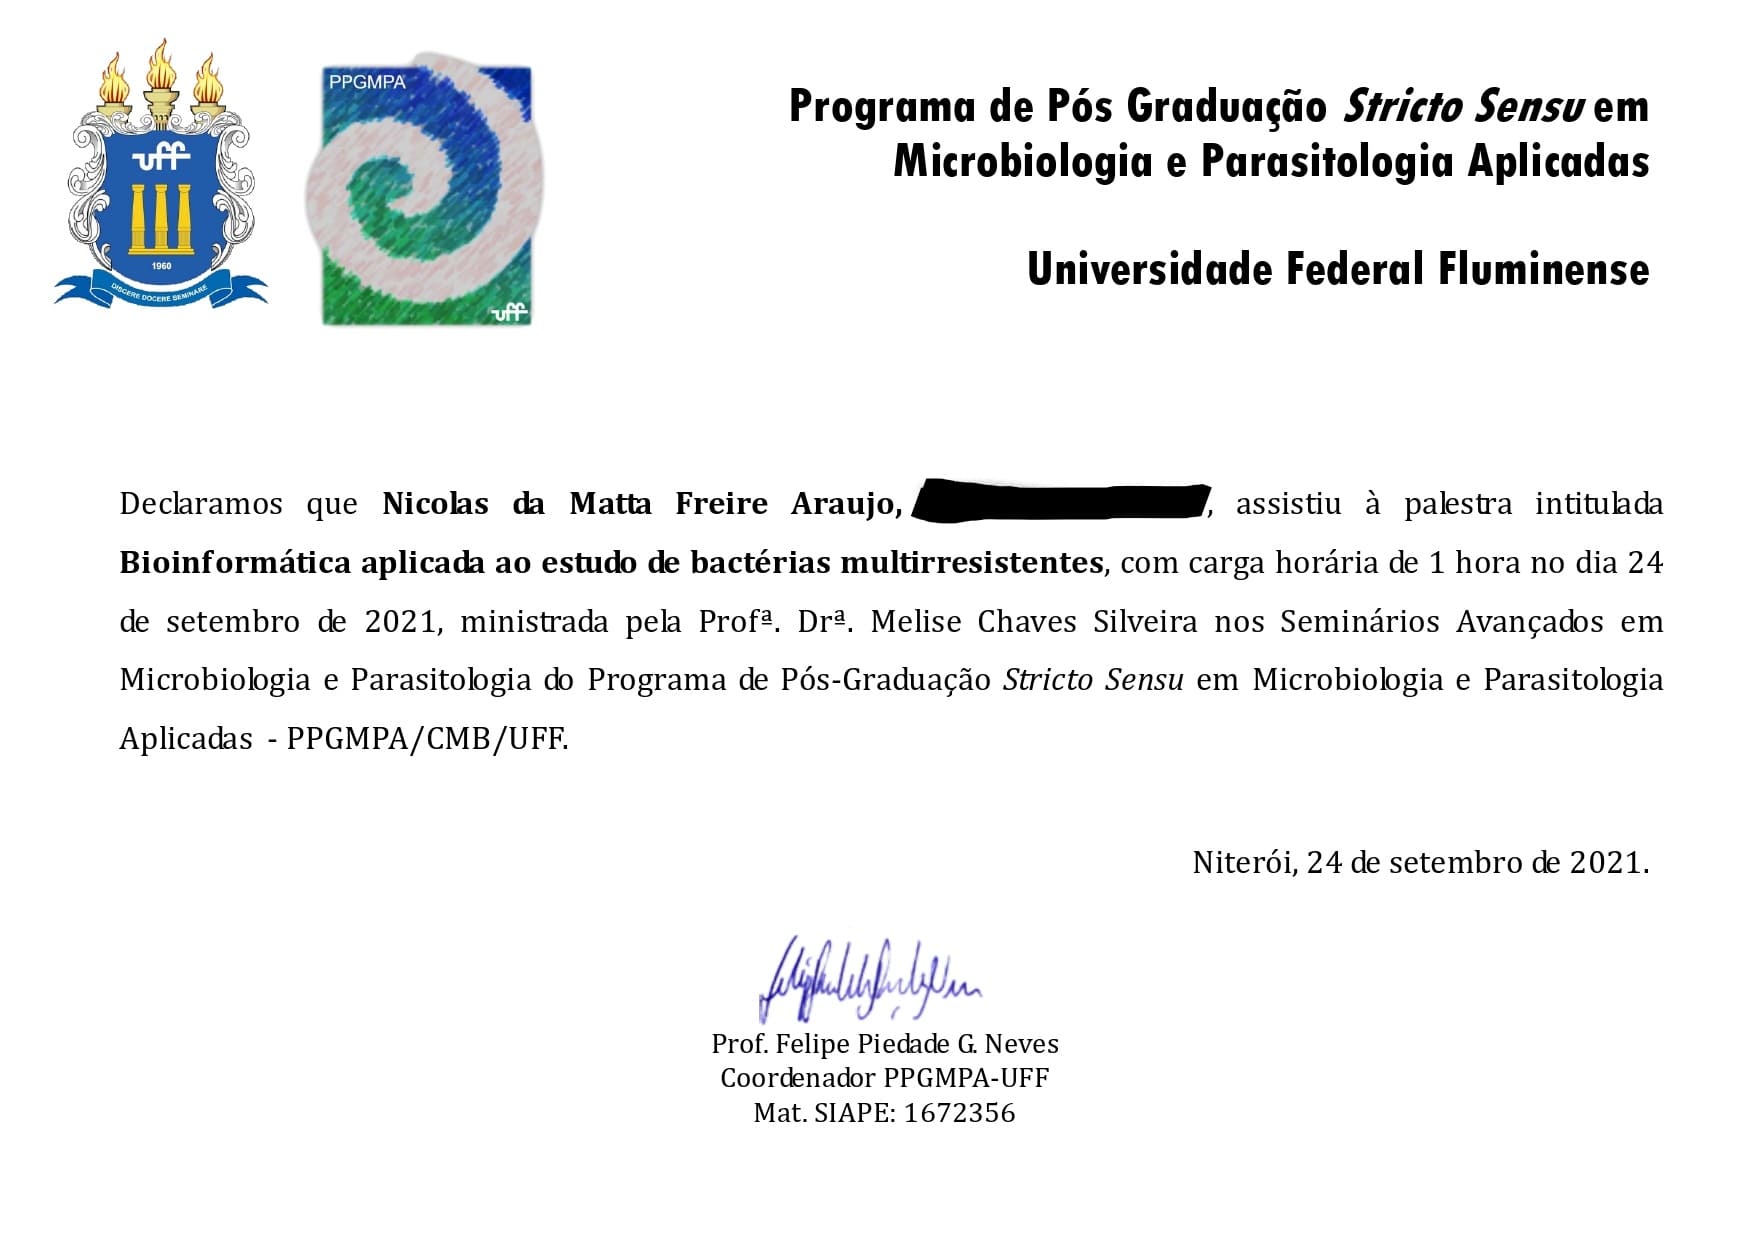 uff
1960
DISCERE DOCERE SEMINARE
PPGMPA
uff
Programa de Pós Graduação Stricto Sensu em
Microbiologia e Parasitologia Aplicadas
Universidade Federal Fluminense
Declaramos que Nicolas da Matta Freire Araujo, , assistiu à palestra intitulada
Bioinformática aplicada ao estudo de bactérias multirresistentes, com carga horária de 1 hora no dia 24
de setembro de 2021, ministrada pela Profª. Drª. Melise Chaves Silveira nos Seminários Avançados em
Microbiologia e Parasitologia do Programa de Pós-Graduação Stricto Sensu em Microbiologia e Parasitologia
Aplicadas - PPGMPA/CMB/UFF.
Niterói, 24 de setembro de 2021.
Prof. Felipe Piedade G. Neves
Coordenador PPGMPA-UFF
Mat. SIAPE: 1672356